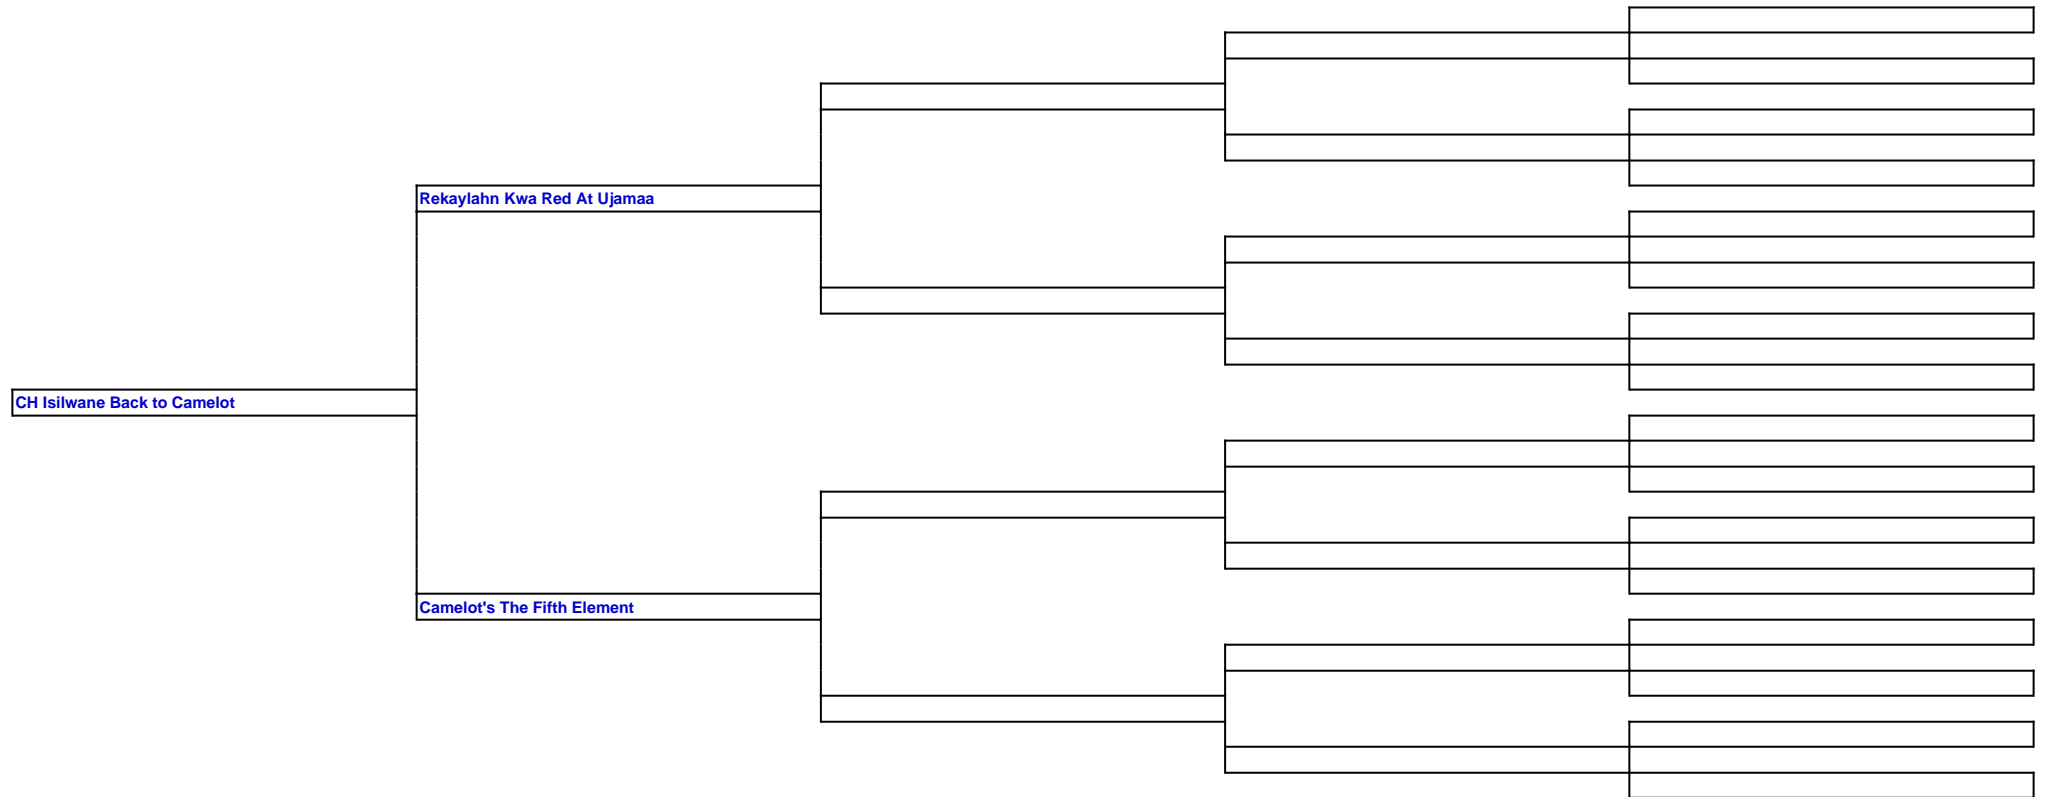 Rekaylahn Kwa Red At Ujamaa
CH Isilwane Back to Camelot
Camelot's The Fifth Element